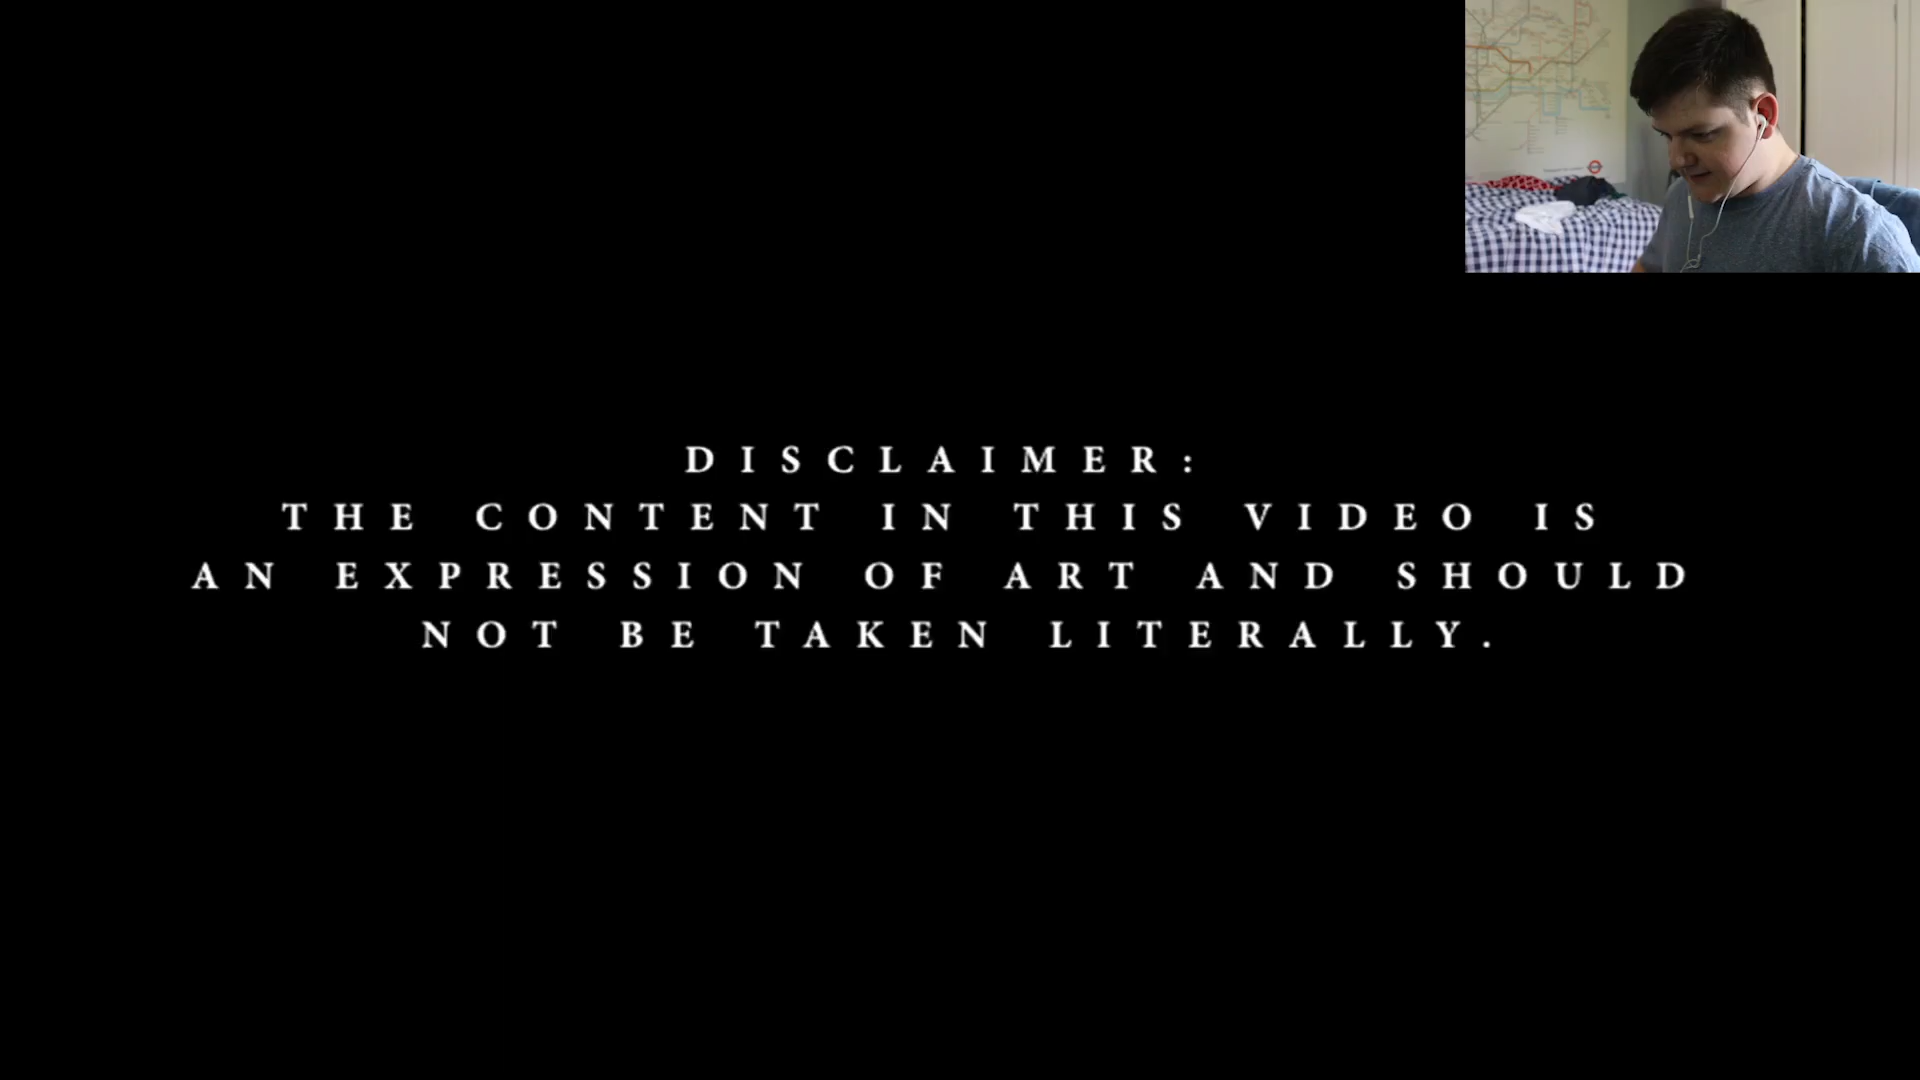 DISCLAIMER:
THE CONTENT IN THIS VIDEO IS
AN EXPRESSION OF ART AND SHOULD
NOT BE TAKEN LITERALLY.